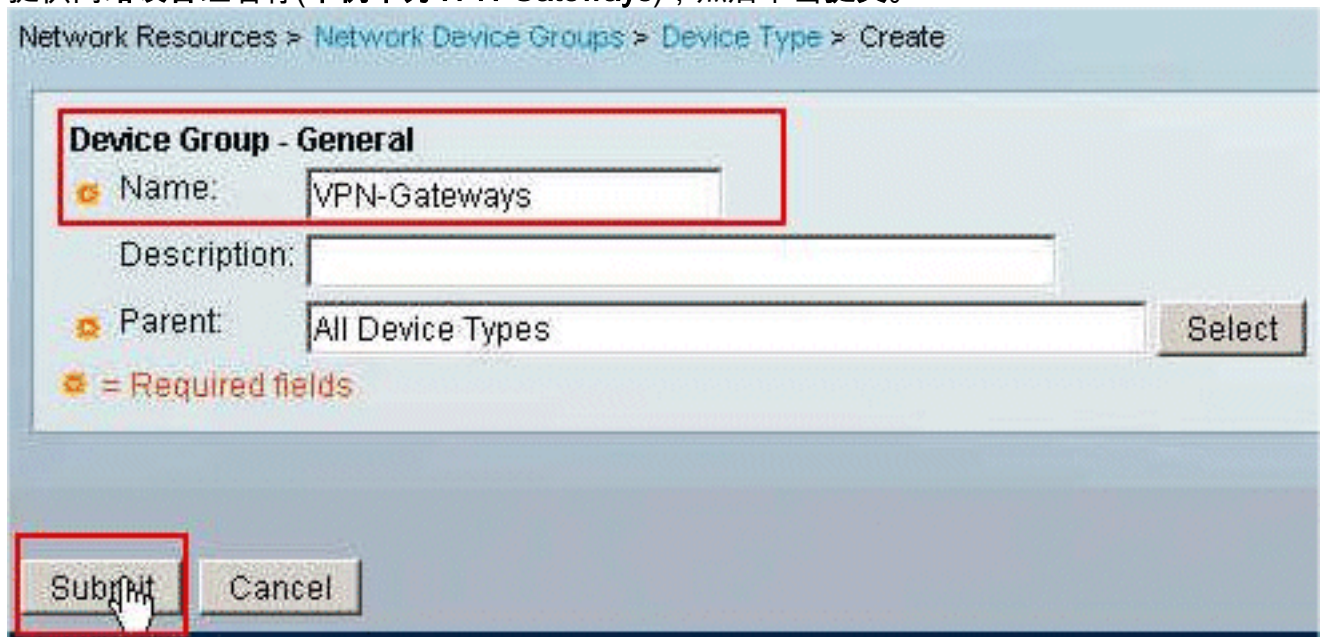 Network Resources > Network Device Groups > Device Type > Create
Device Group - General
Name: VPN-Gateways
Description:
Parent: All Device Types Select
= Required fields
Submit Cancel